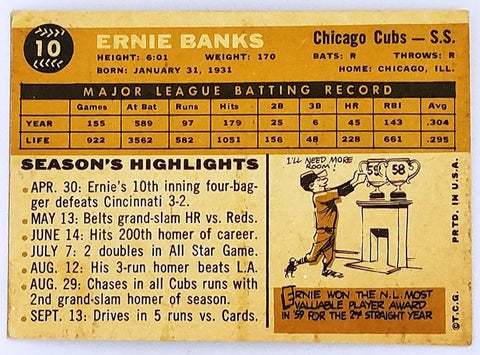 10
ERNIE BANKS
Chicago Cubs — S.S.
HEIGHT: 6:01 WEIGHT: 170
BATS: R THROWS: R
BORN: JANUARY 31, 1931
HOME: CHICAGO, ILL.
MAJOR LEAGUE BATTING RECORD
Games At Bat Runs Hits 2B 3B HR RBI Avg.
YEAR 155 589 97 179 25 6 45 143 .304
LIFE 922 3562 582 1051 156 48 228 661 .295
SEASON'S HIGHLIGHTS
• APR. 30: Ernie's 10th inning four-bag-
ger defeats Cincinnati 3-2.
• MAY 13: Belts grand-slam HR vs. Reds.
• JUNE 14: Hits 200th homer of career.
• JULY 7: 2 doubles in All Star Game.
• AUG. 12: His 3-run homer beats L.A.
• AUG. 29: Chases in all Cubs runs with
2nd grand-slam homer of season.
• SEPT. 13: Drives in 5 runs vs. Cards.
I'LL NEED MORE
ROOM!
59 58
ERNIE WON THE N.L. MOST
VALUABLE PLAYER AWARD
IN '59 FOR THE 2nd STRAIGHT YEAR
©T.C.G. PRTD. IN U.S.A.